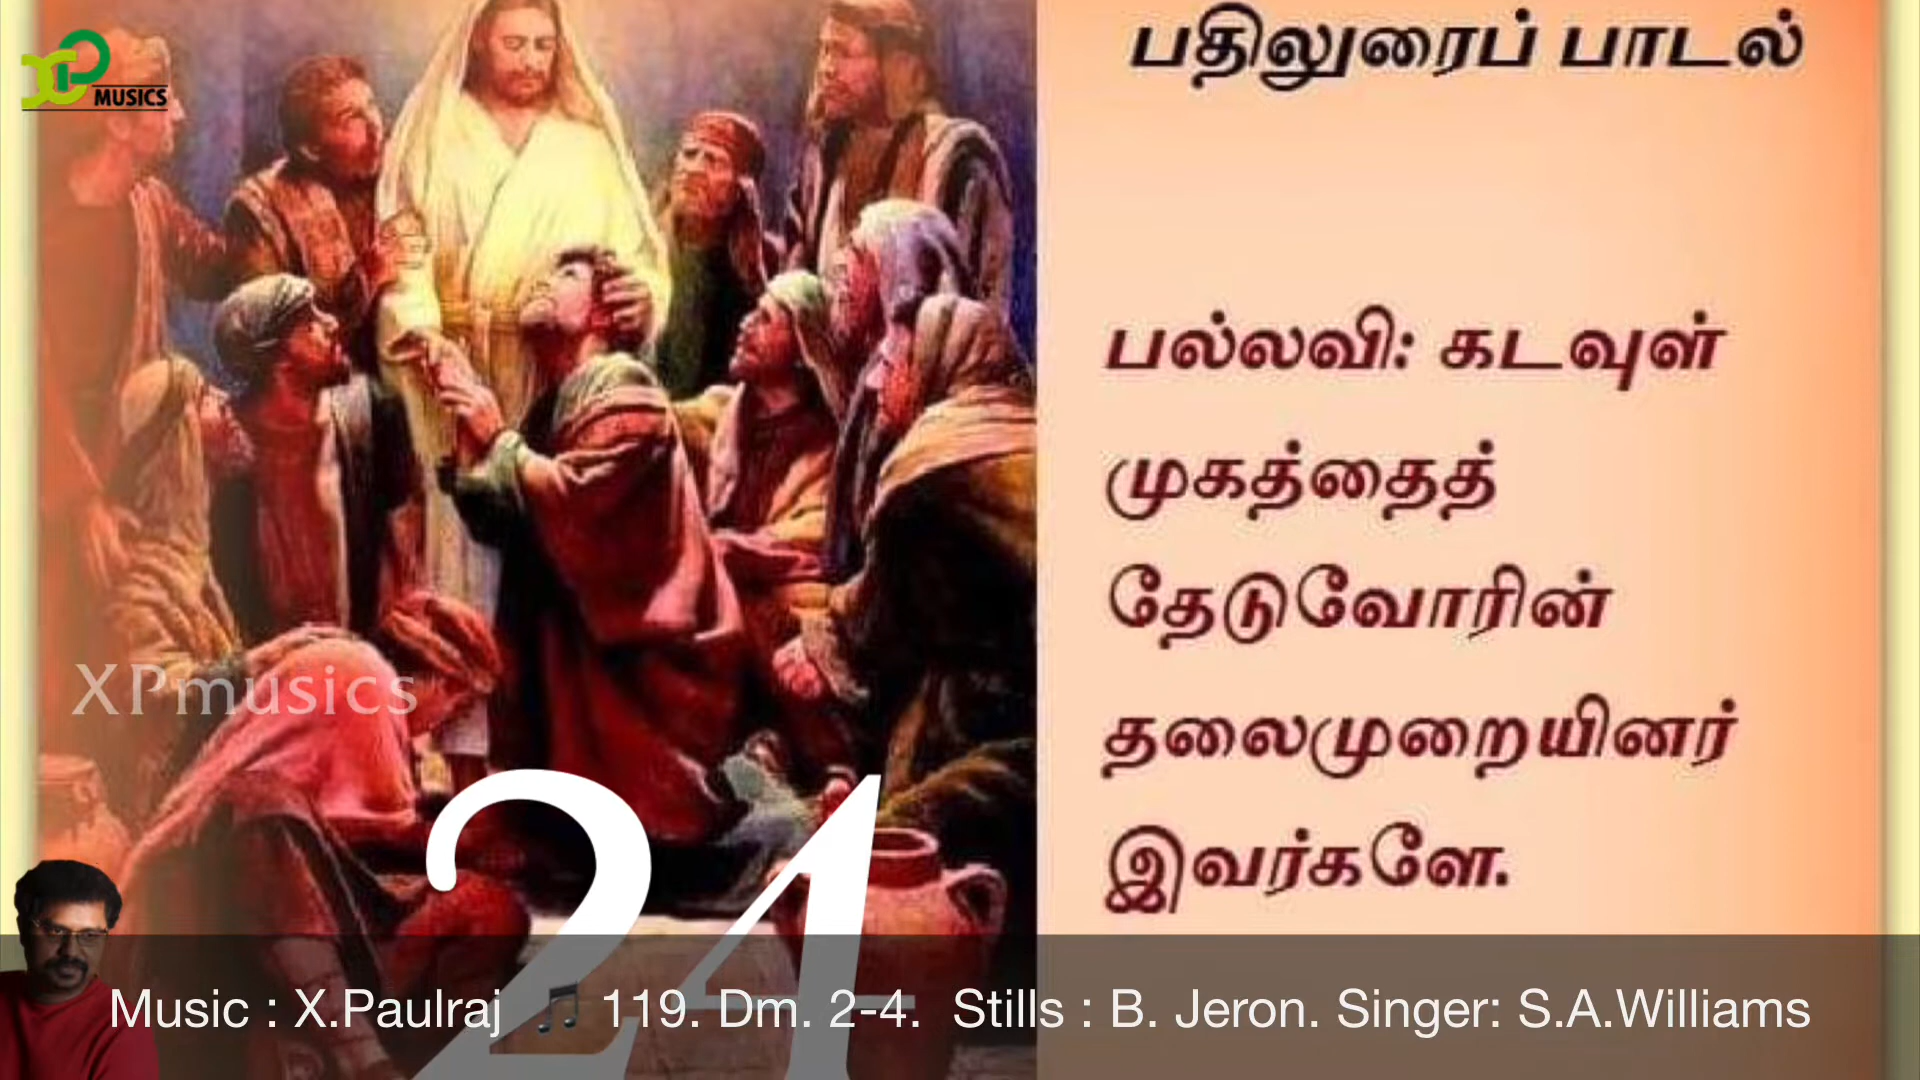 XP MUSICS
பதிலுரைப் பாடல்
பல்லவி: கடவுள்
முகத்தைத்
தேடுவோரின்
தலைமுறையினர்
இவர்களே.
XPmusics
24
Music : X.Paulraj 🎵 119. Dm. 2-4. Stills : B. Jeron. Singer: S.A.Williams